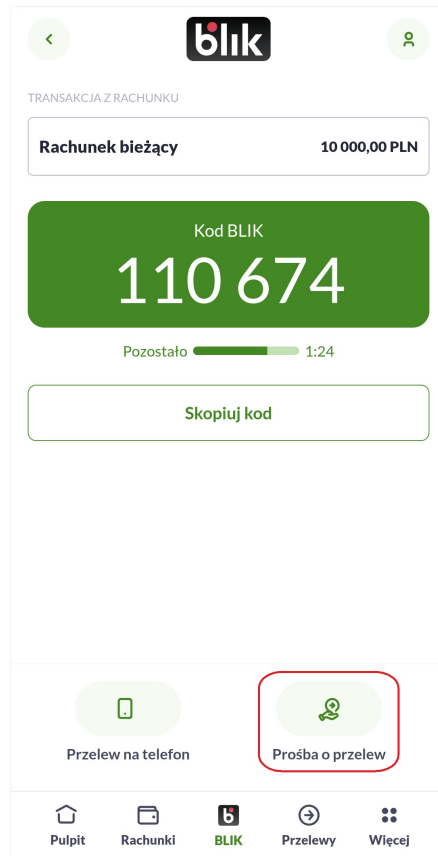 blik
TRANSAKCJA Z RACHUNKU
Rachunek bieżący 10 000,00 PLN
Kod BLIK
110 674
Pozostało 1:24
Skopiuj kod
Przelew na telefon Prośba o przelew
Pulpit Rachunki BLIK Przelewy Więcej